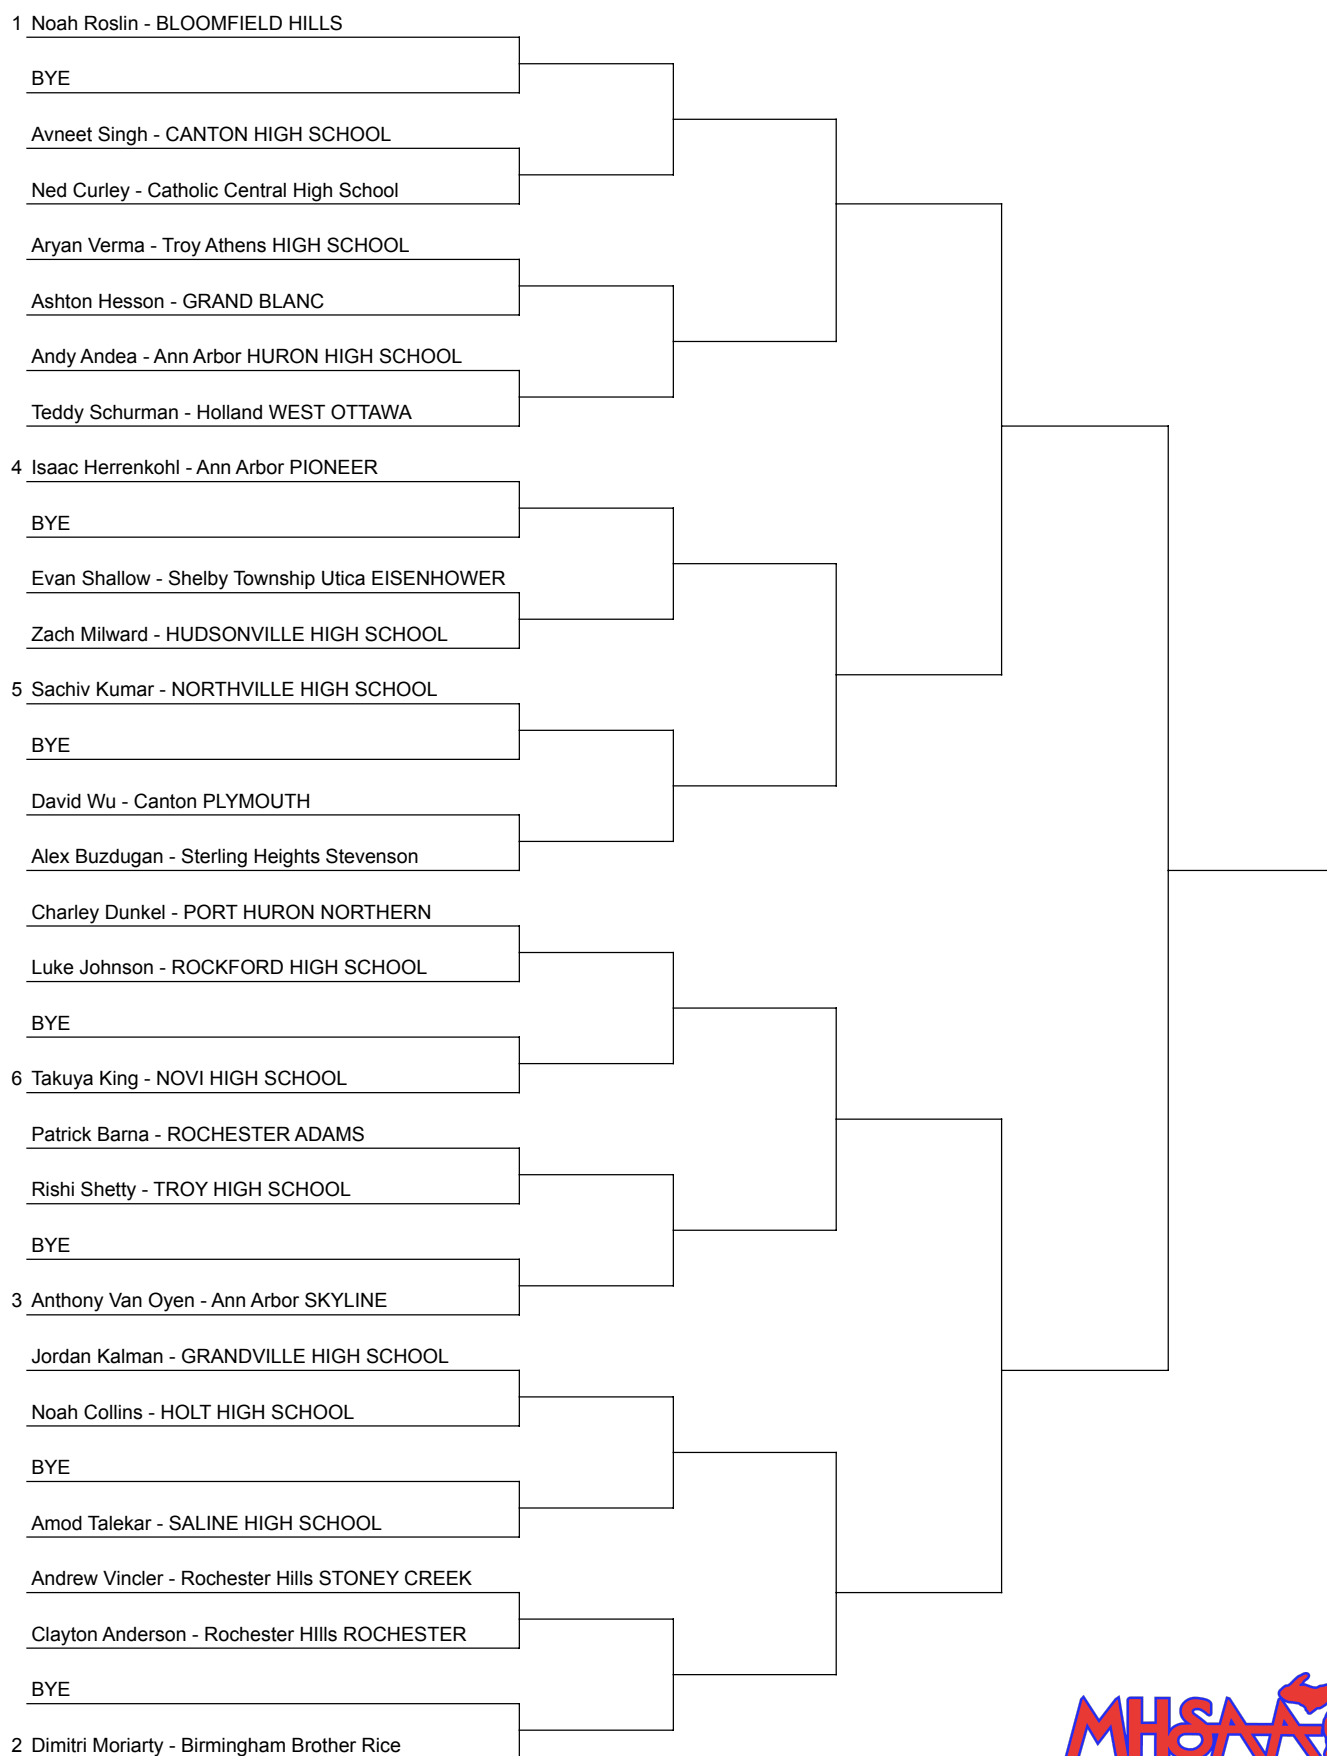 1 Noah Roslin - BLOOMFIELD HILLS
BYE
Avneet Singh - CANTON HIGH SCHOOL
Ned Curley - Catholic Central High School
Aryan Verma - Troy Athens HIGH SCHOOL
Ashton Hesson - GRAND BLANC
Andy Andea - Ann Arbor HURON HIGH SCHOOL
Teddy Schurman - Holland WEST OTTAWA
4 Isaac Herrenkohl - Ann Arbor PIONEER
BYE
Evan Shallow - Shelby Township Utica EISENHOWER
Zach Milward - HUDSONVILLE HIGH SCHOOL
5 Sachiv Kumar - NORTHVILLE HIGH SCHOOL
BYE
David Wu - Canton PLYMOUTH
Alex Buzdugan - Sterling Heights Stevenson
Charley Dunkel - PORT HURON NORTHERN
Luke Johnson - ROCKFORD HIGH SCHOOL
BYE
6 Takuya King - NOVI HIGH SCHOOL
Patrick Barna - ROCHESTER ADAMS
Rishi Shetty - TROY HIGH SCHOOL
BYE
3 Anthony Van Oyen - Ann Arbor SKYLINE
Jordan Kalman - GRANDVILLE HIGH SCHOOL
Noah Collins - HOLT HIGH SCHOOL
BYE
Amod Talekar - SALINE HIGH SCHOOL
Andrew Vincler - Rochester Hills STONEY CREEK
Clayton Anderson - Rochester HIlls ROCHESTER
BYE
2 Dimitri Moriarty - Birmingham Brother Rice
MHSAA